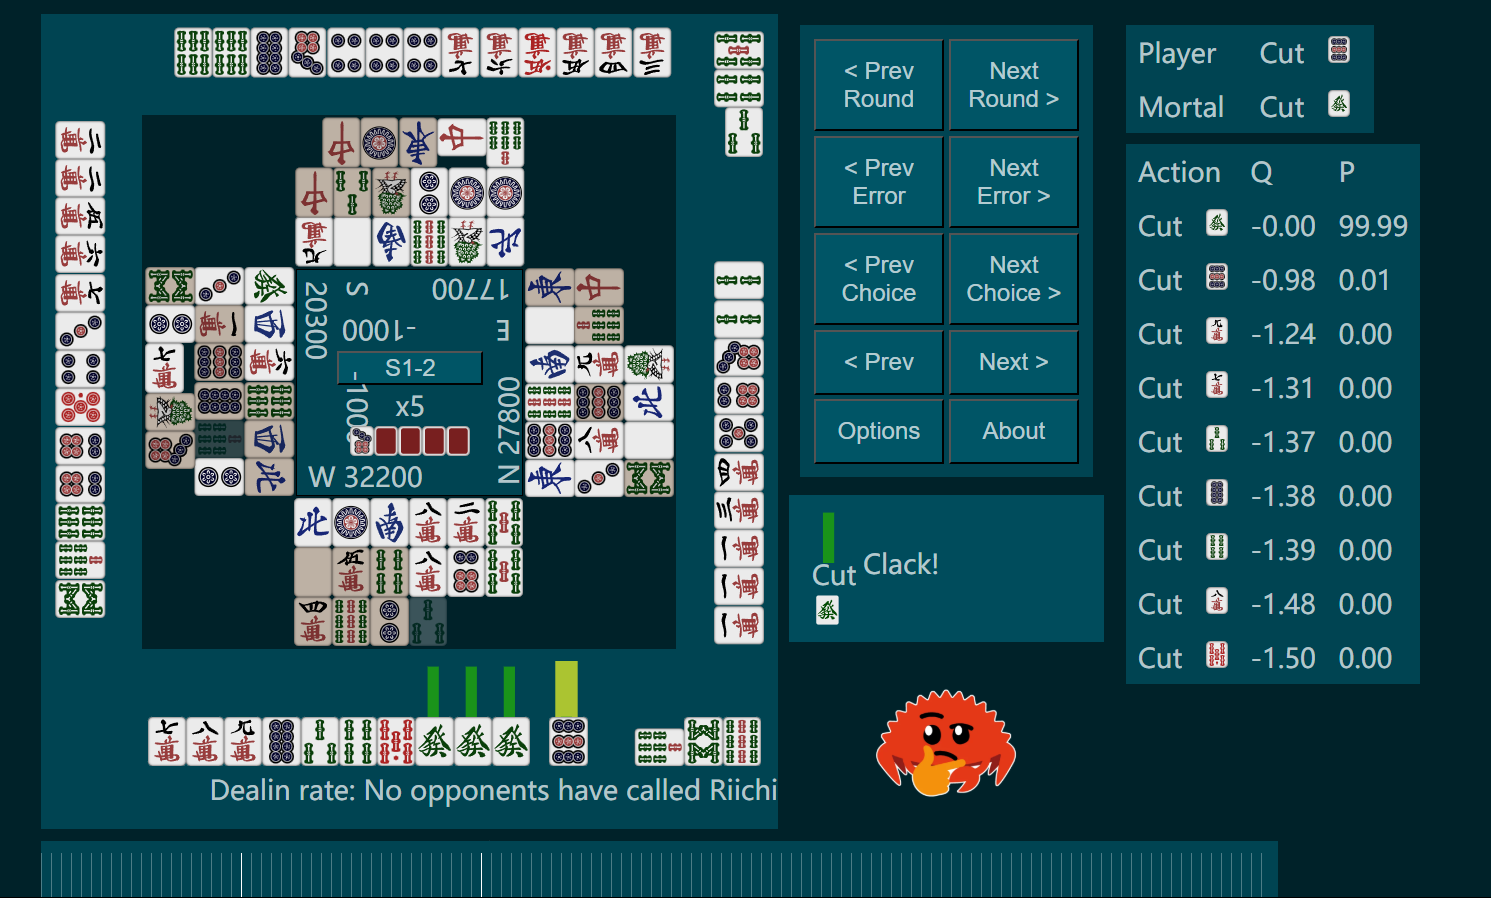 17700
S
20300
-1000
E
S1-2
-1000
x5
N 27800
W 32200
Dealin rate: No opponents have called Riichi
< Prev
Round
Next
Round >
< Prev
Error
Next
Error >
< Prev
Choice
Next
Choice >
< Prev
Next >
Options
About
Cut
Clack!
Player Cut
Mortal Cut
Action Q P
Cut -0.00 99.99
Cut -0.98 0.01
Cut -1.24 0.00
Cut -1.31 0.00
Cut -1.37 0.00
Cut -1.38 0.00
Cut -1.39 0.00
Cut -1.48 0.00
Cut -1.50 0.00